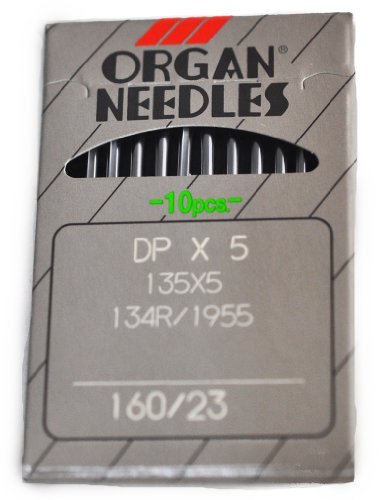 ORGAN®
NEEDLES
-10pcs.-
DP X 5
135X5
134R/1955
160/23